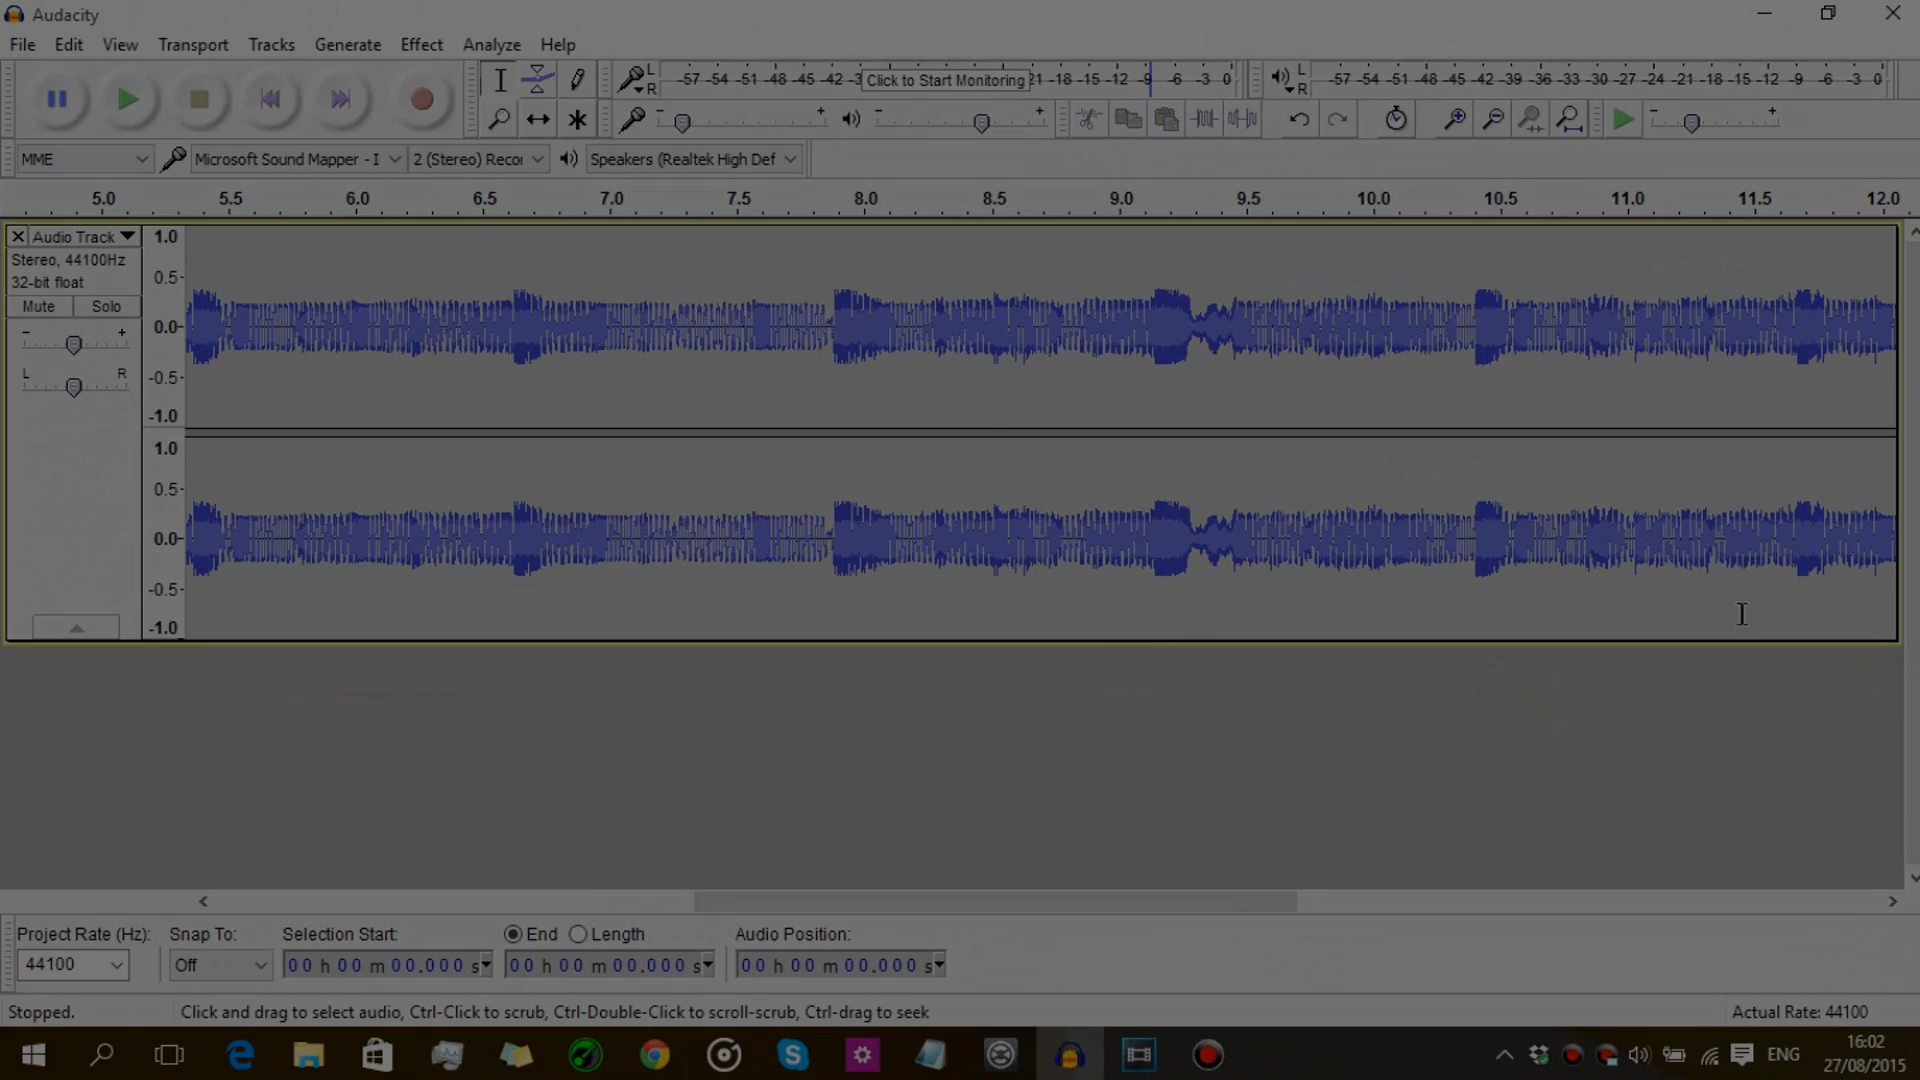 Audacity
File Edit View Transport Tracks Generate Effect Analyze Help
L R -57 -54 -51 -48 -45 -42 -3 Click to Start Monitoring 21 -18 -15 -12 -9 -6 -3 0 L R -57 -54 -51 -48 -45 -42 -39 -36 -33 -30 -27 -24 -21 -18 -15 -12 -9 -6 -3 0
- + - + - +
MME Microsoft Sound Mapper - I 2 (Stereo) Recor Speakers (Realtek High Def
5.0 5.5 6.0 6.5 7.0 7.5 8.0 8.5 9.0 9.5 10.0 10.5 11.0 11.5 12.0
Audio Track 1.0
Stereo, 44100Hz
0.5
32-bit float
Mute Solo
0.0
- +
L R
-0.5
-1.0
1.0
0.5
0.0
-0.5
-1.0
Project Rate (Hz): Snap To: Selection Start: End Length Audio Position:
44100 Off 00 h 00 m 00.000 s 00 h 00 m 00.000 s 00 h 00 m 00.000 s
Stopped. Click and drag to select audio, Ctrl-Click to scrub, Ctrl-Double-Click to scroll-scrub, Ctrl-drag to seek Actual Rate: 44100
ENG 16:02
27/08/2015